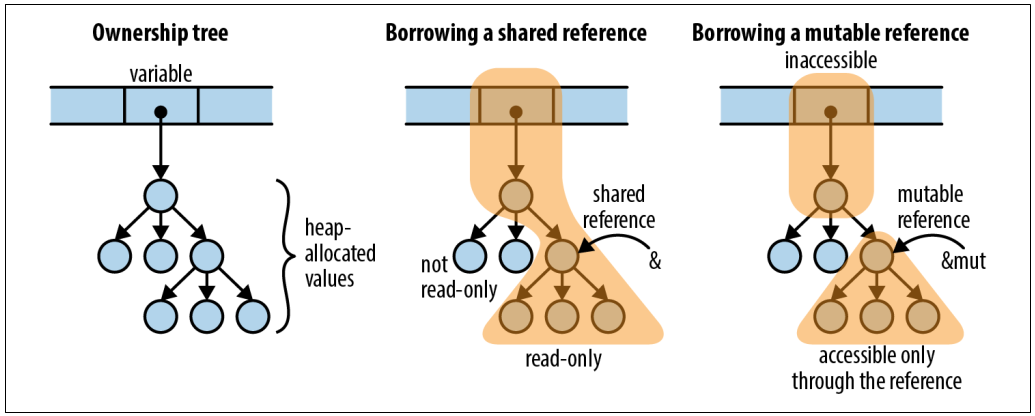 Ownership tree
variable
heap-
allocated
values
Borrowing a shared reference
shared
reference
&
not
read-only
read-only
Borrowing a mutable reference
inaccessible
mutable
reference
&mut
accessible only
through the reference